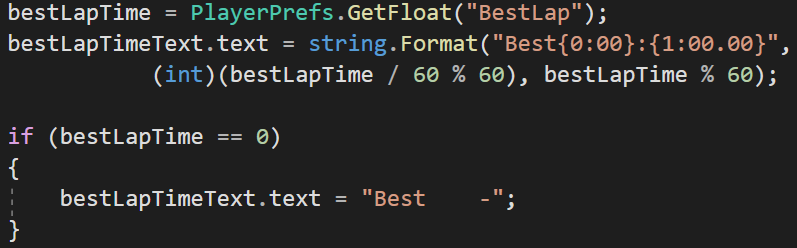 bestLapTime = PlayerPrefs.GetFloat("BestLap");
bestLapTimeText.text = string.Format("Best{0:00}:{1:00.00}",
(int)(bestLapTime / 60 % 60), bestLapTime % 60);
if (bestLapTime == 0)
{
bestLapTimeText.text = "Best    -";
}